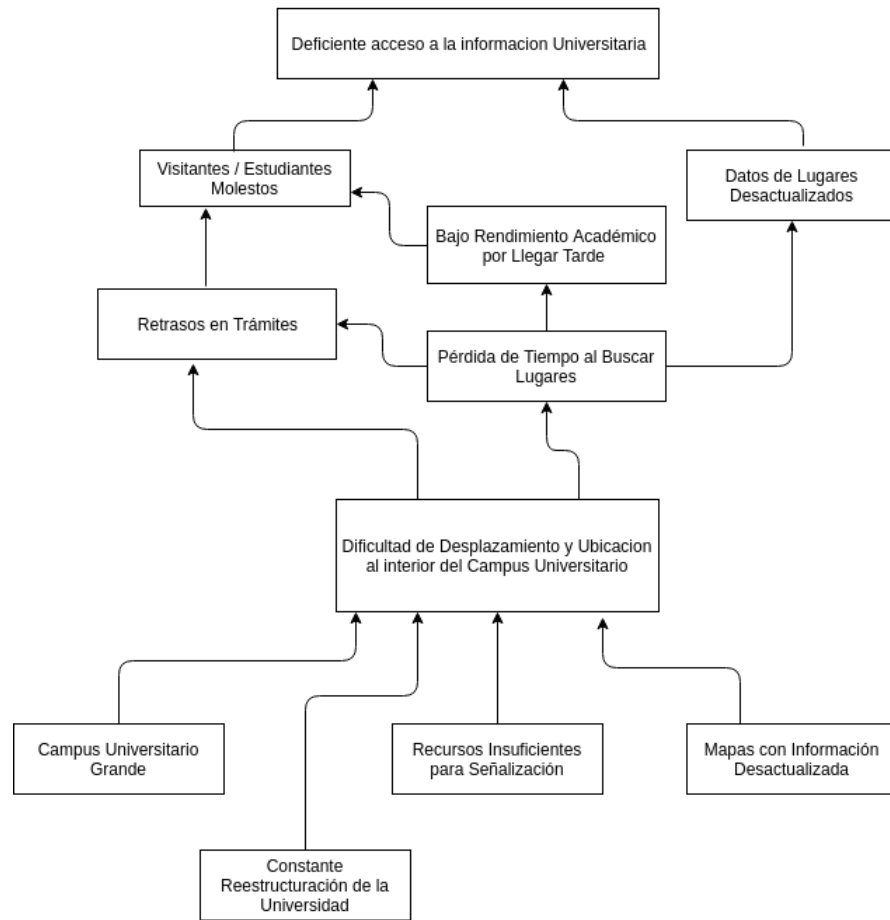 Deficiente acceso a la informacion Universitaria
Visitantes / Estudiantes
Molestos
Datos de Lugares
Desactualizados
Bajo Rendimiento Académico
por Llegar Tarde
Retrasos en Trámites
Pérdida de Tiempo al Buscar
Lugares
Dificultad de Desplazamiento y Ubicacion
al interior del Campus Universitario
Campus Universitario
Grande
Recursos Insuficientes
para Señalización
Mapas con Información
Desactualizada
Constante
Reestructuración de la
Universidad